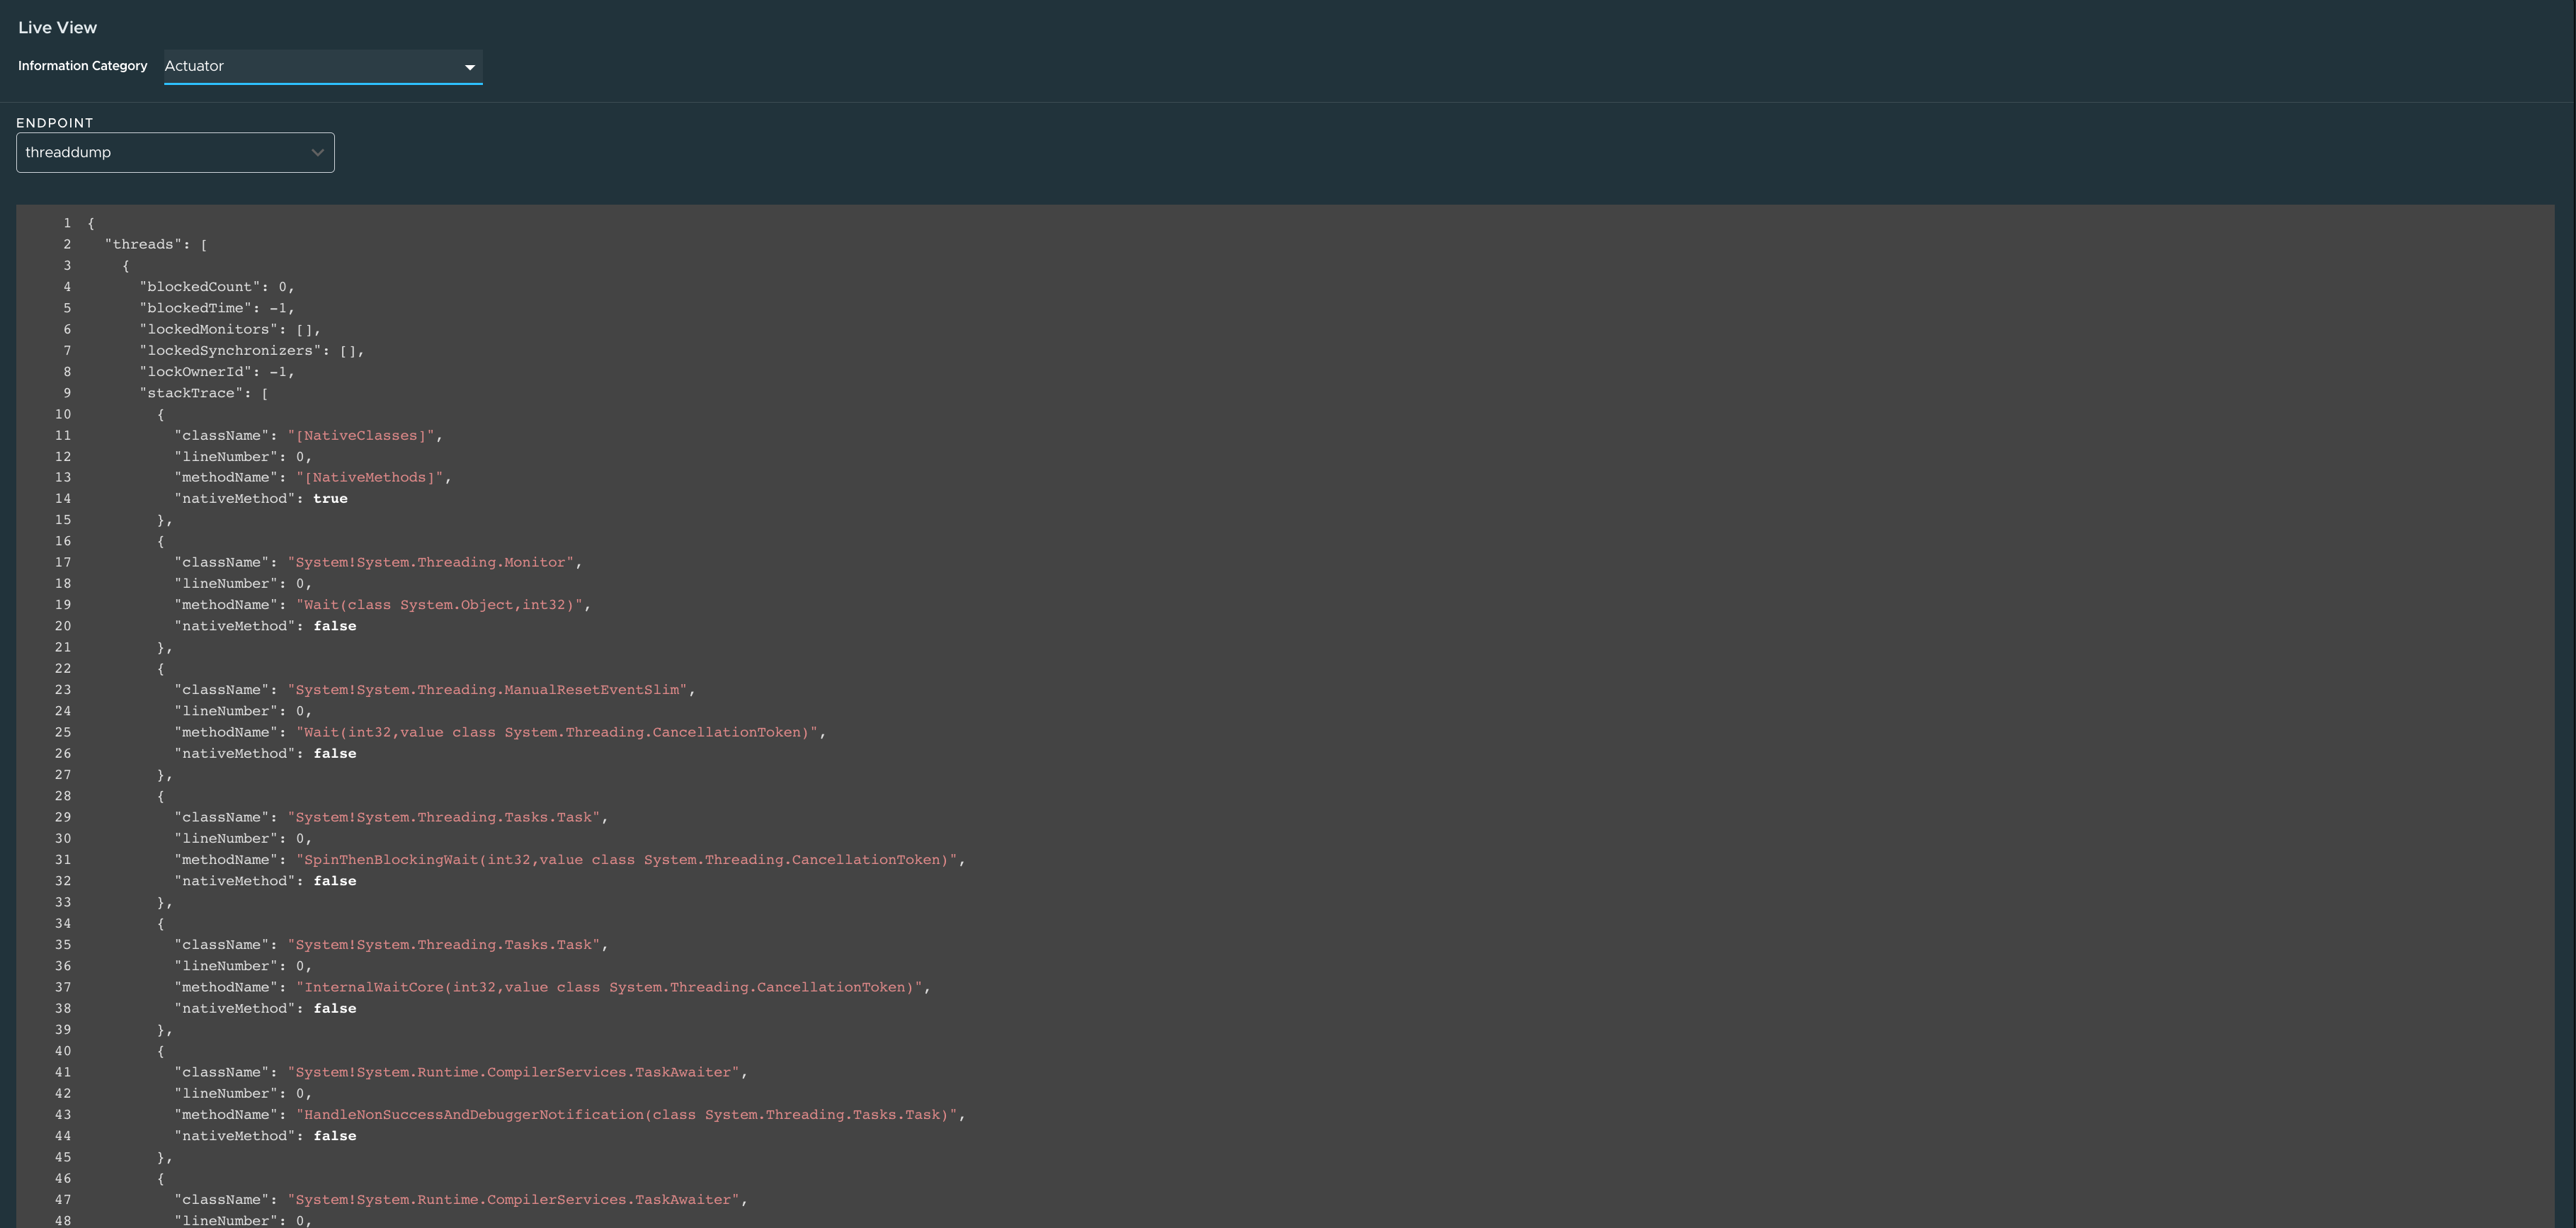 Live View
Information Category Actuator
ENDPOINT
threaddump
1 {
2 "threads": [
3 {
4 "blockedCount": 0,
5 "blockedTime": -1,
6 "lockedMonitors": [],
7 "lockedSynchronizers": [],
8 "lockOwnerId": -1,
9 "stackTrace": [
10 {
11 "className": "[NativeClasses]",
12 "lineNumber": 0,
13 "methodName": "[NativeMethods]",
14 "nativeMethod": true
15 },
16 {
17 "className": "System!System.Threading.Monitor",
18 "lineNumber": 0,
19 "methodName": "Wait(class System.Object,int32)",
20 "nativeMethod": false
21 },
22 {
23 "className": "System!System.Threading.ManualResetEventSlim",
24 "lineNumber": 0,
25 "methodName": "Wait(int32,value class System.Threading.CancellationToken)",
26 "nativeMethod": false
27 },
28 {
29 "className": "System!System.Threading.Tasks.Task",
30 "lineNumber": 0,
31 "methodName": "SpinThenBlockingWait(int32,value class System.Threading.CancellationToken)",
32 "nativeMethod": false
33 },
34 {
35 "className": "System!System.Threading.Tasks.Task",
36 "lineNumber": 0,
37 "methodName": "InternalWaitCore(int32,value class System.Threading.CancellationToken)",
38 "nativeMethod": false
39 },
40 {
41 "className": "System!System.Runtime.CompilerServices.TaskAwaiter",
42 "lineNumber": 0,
43 "methodName": "HandleNonSuccessAndDebuggerNotification(class System.Threading.Tasks.Task)",
44 "nativeMethod": false
45 },
46 {
47 "className": "System!System.Runtime.CompilerServices.TaskAwaiter",
48 "lineNumber": 0,